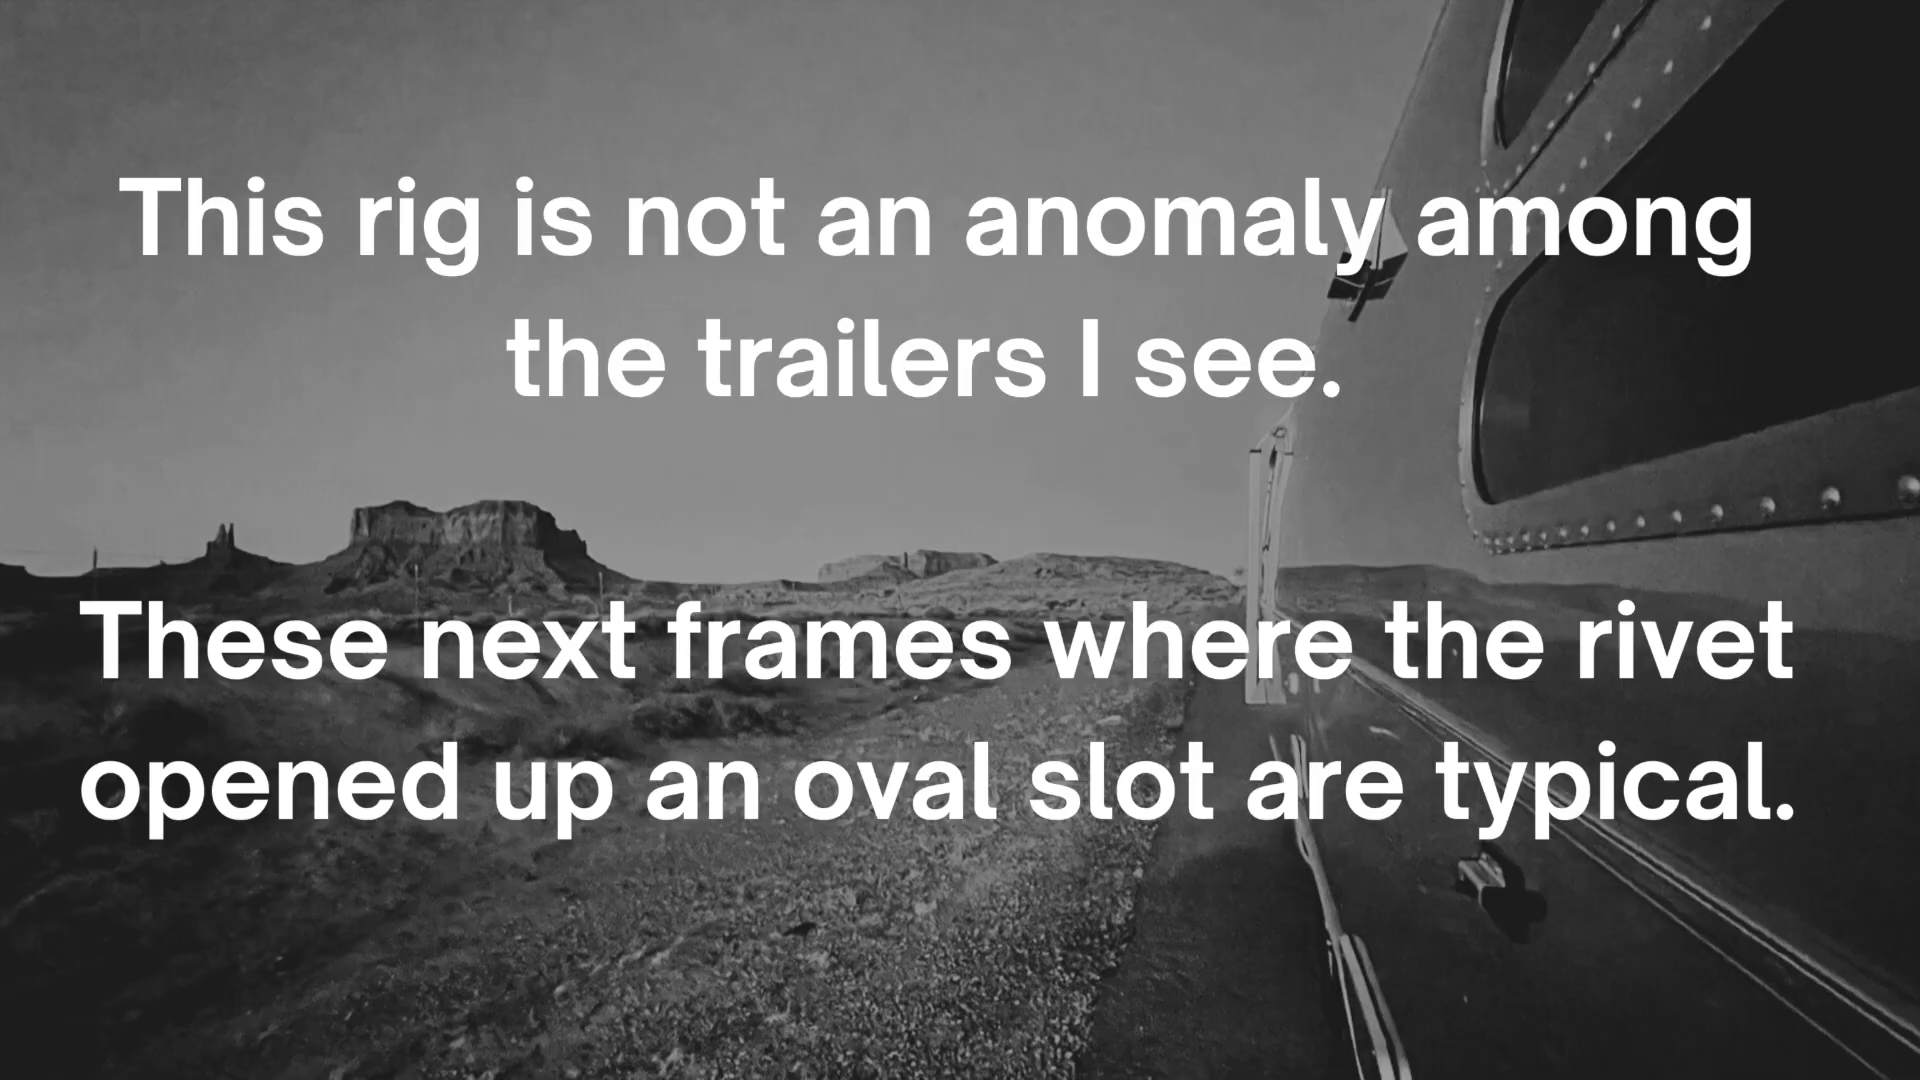 This rig is not an anomaly among
the trailers I see.
These next frames where the rivet
opened up an oval slot are typical.